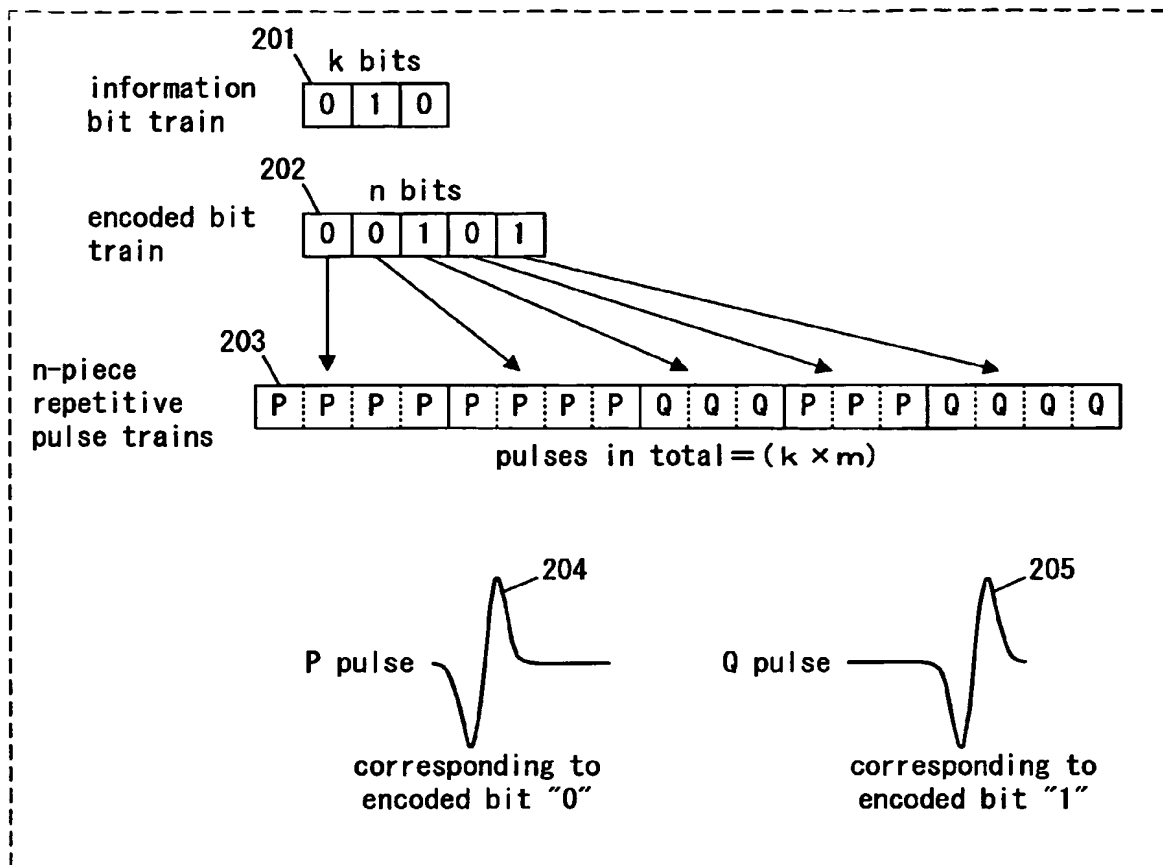 201
k bits
information
bit train
0 1 0
202
n bits
encoded bit
train
0 0 1 0 1
203
n-piece
repetitive
pulse trains
P P P P P P P P Q Q Q P P P Q Q Q Q
pulses in total=(k×m)
204
205
P pulse
Q pulse
corresponding to
encoded bit "0"
corresponding to
encoded bit "1"